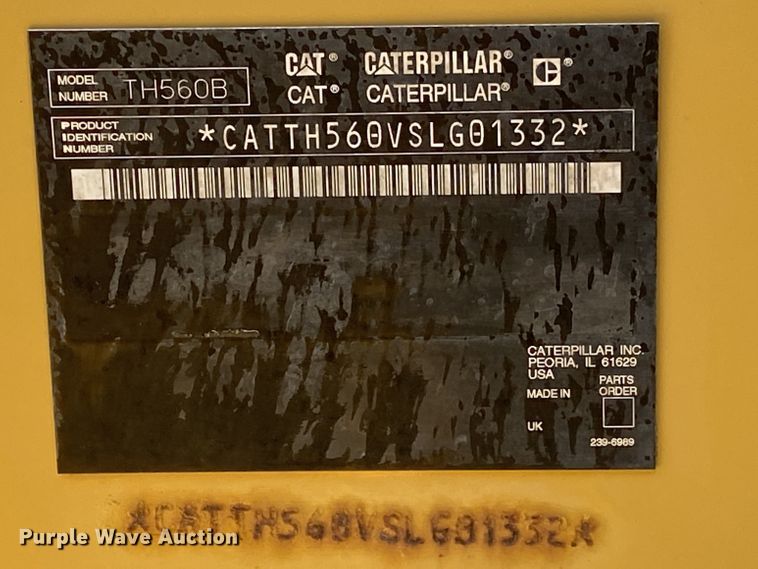 CAT® CATERPILLAR® C®
MODEL NUMBER TH560B
CAT® CATERPILLAR®
PRODUCT IDENTIFICATION NUMBER
*CATTH560VSLG01332*
CATERPILLAR INC.
PEORIA, IL 61629
USA
MADE IN
UK
PARTS ORDER
239-6989
*CATTH560VSLG01332*
Purple Wave Auction